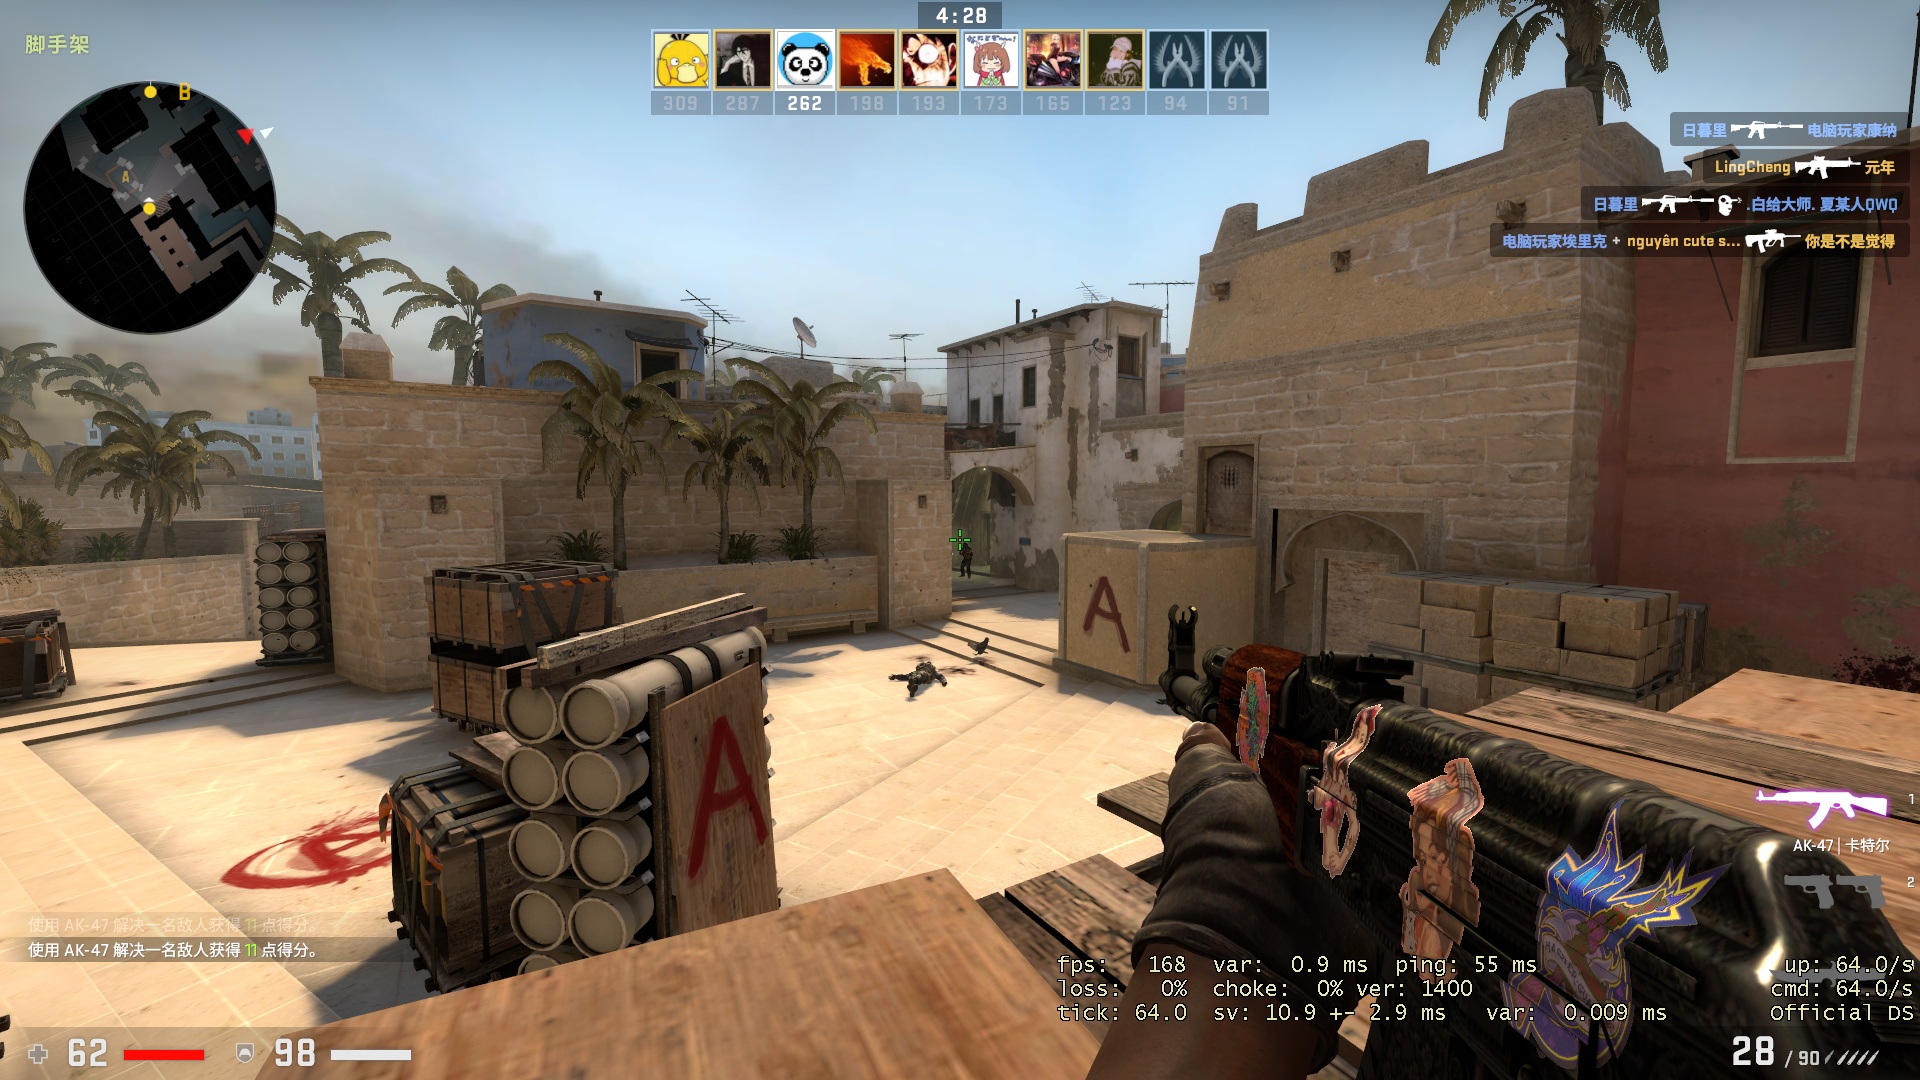 4:28
脚手架
B
A
309 287 262 198 193 173 165 123 94 91
日暮里 电脑玩家康纳
LingCheng 元年
日暮里 .白给大师. 夏某人QWQ
电脑玩家埃里克 + nguyên cute s... 你是不是觉得
A
A
1
AK-47 | 卡特尔
2
使用 AK-47 解决一名敌人获得 11 点得分。
使用 AK-47 解决一名敌人获得 11 点得分。
fps: 168 var: 0.9 ms ping: 55 ms up: 64.0/s
loss: 0% choke: 0% ver: 1400 cmd: 64.0/s
tick: 64.0 sv: 10.9 +- 2.9 ms var: 0.009 ms Official DS
62 98 28 / 90